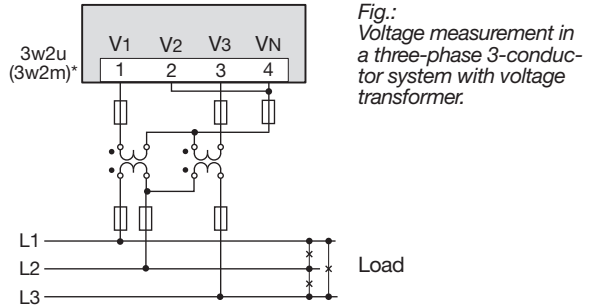 3w2u
(3w2m)*
V1 V2 V3 VN
1 2 3 4
L1
L2
L3
Load
Fig.:
Voltage measurement in
a three-phase 3-conduc-
tor system with voltage
transformer.